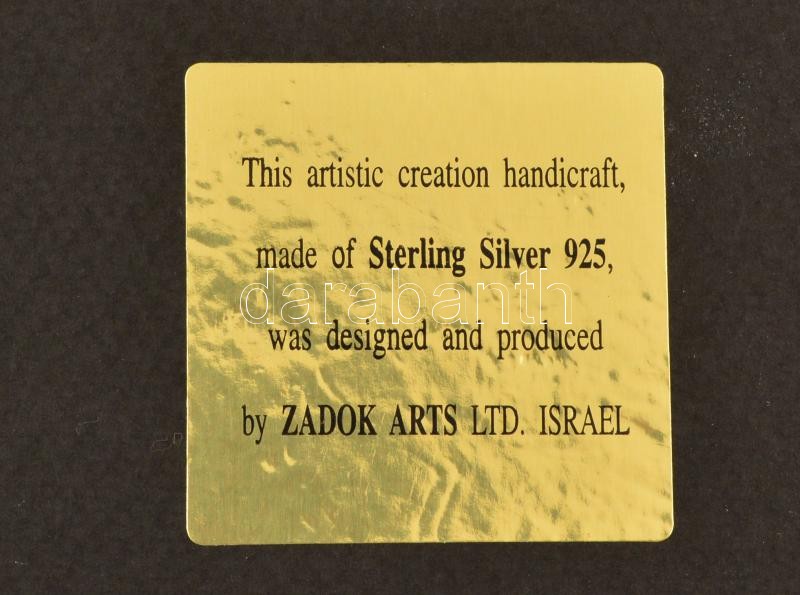 This artistic creation handicraft,
made of Sterling Silver 925,
darabanth
was designed and produced
by ZADOK ARTS LTD. ISRAEL